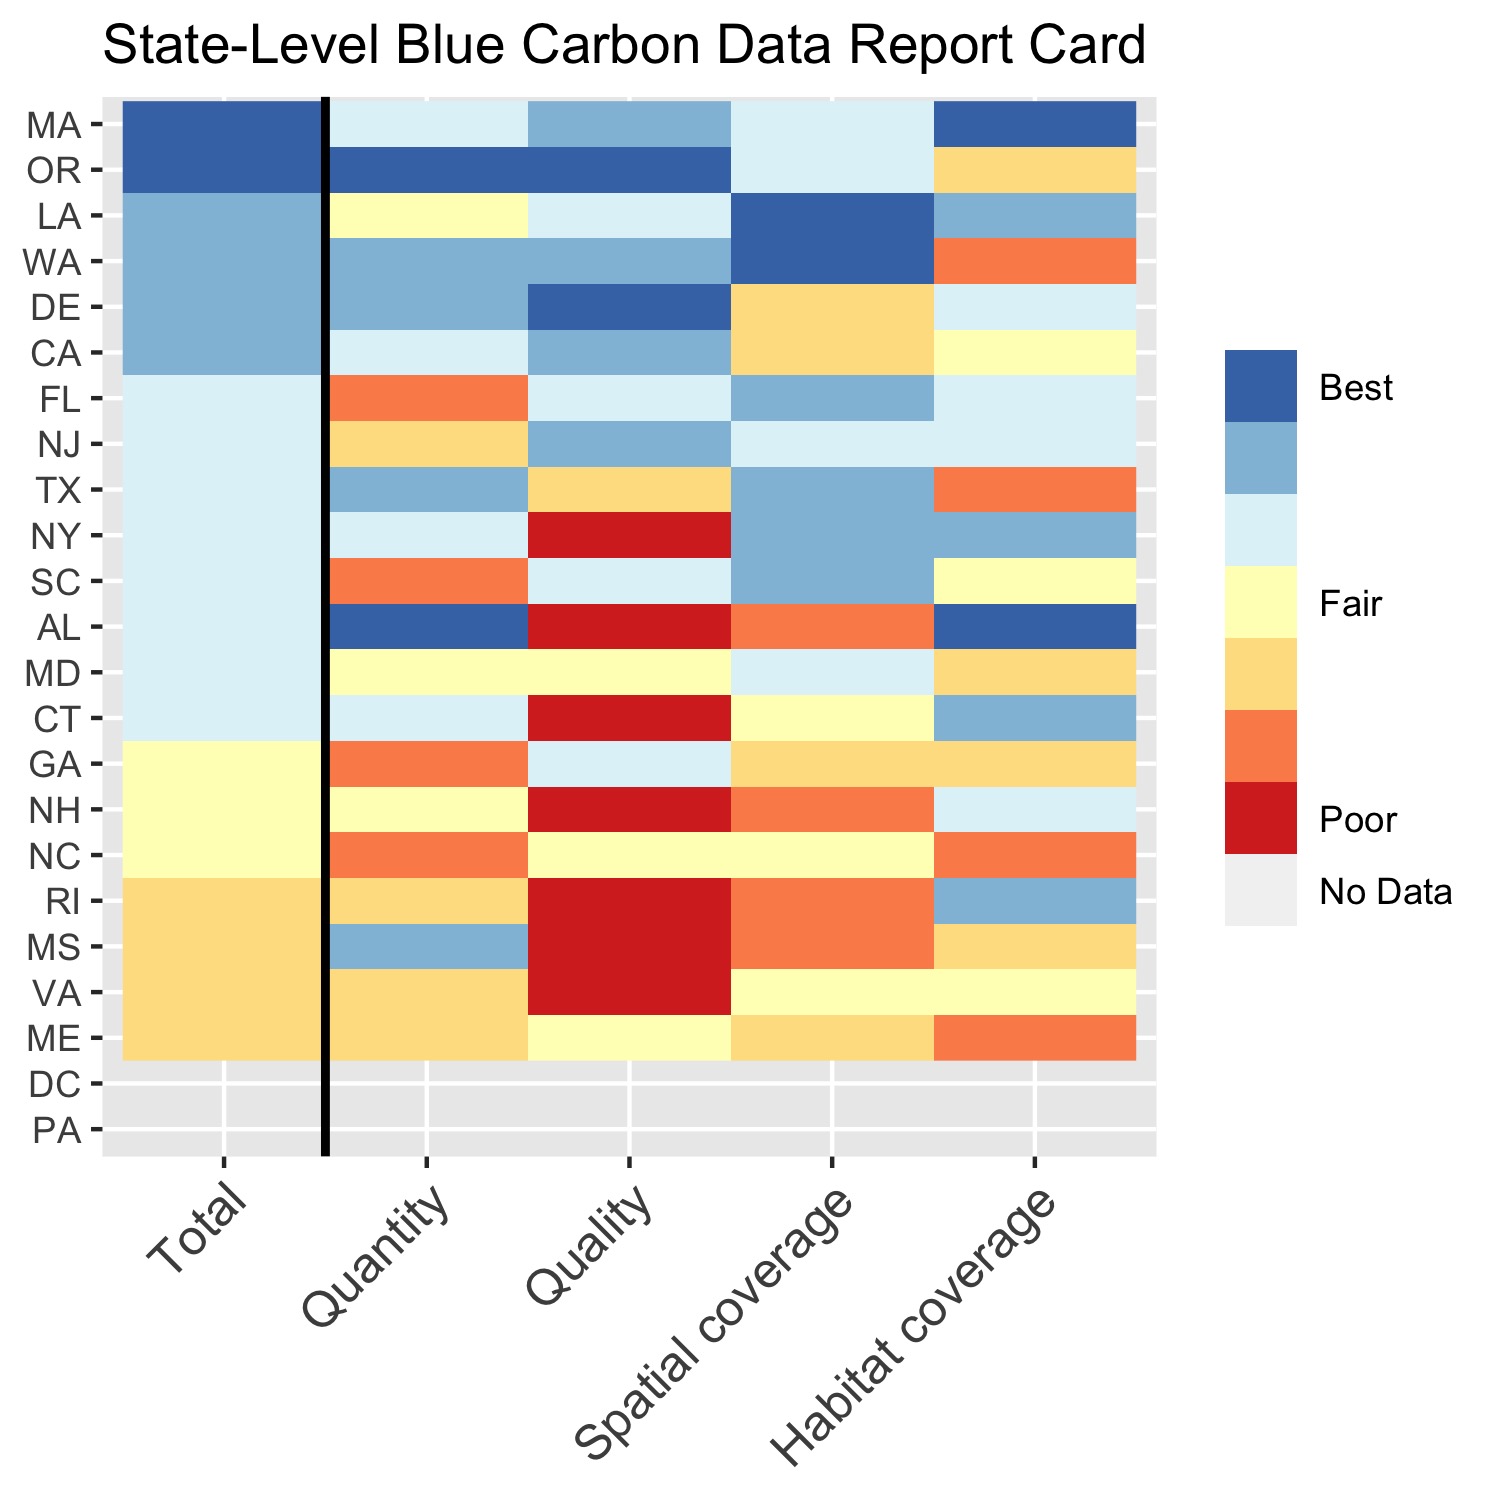 State-Level Blue Carbon Data Report Card
MA
OR
LA
WA
DE
CA
FL
NJ
TX
NY
SC
AL
MD
CT
GA
NH
NC
RI
MS
VA
ME
DC
PA
Total
Quantity
Quality
Spatial coverage
Habitat coverage
Best
Fair
Poor
No Data